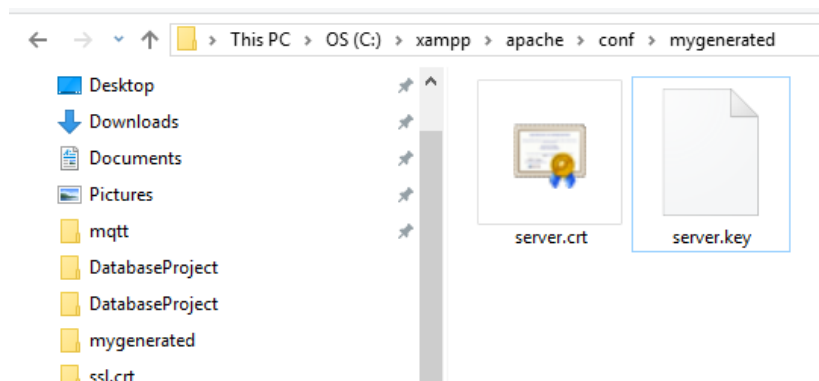 This PC > OS (C:) > xampp > apache > conf > mygenerated
Desktop
Downloads
Documents
Pictures
mqtt
DatabaseProject
DatabaseProject
mygenerated
ssl.crt
server.crt
server.key